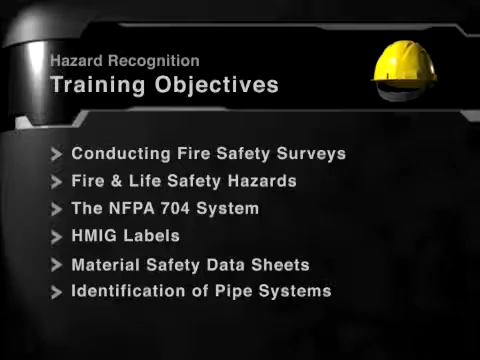 Hazard Recognition
Training Objectives
Conducting Fire Safety Surveys
Fire & Life Safety Hazards
The NFPA 704 System
HMIG Labels
Material Safety Data Sheets
Identification of Pipe Systems